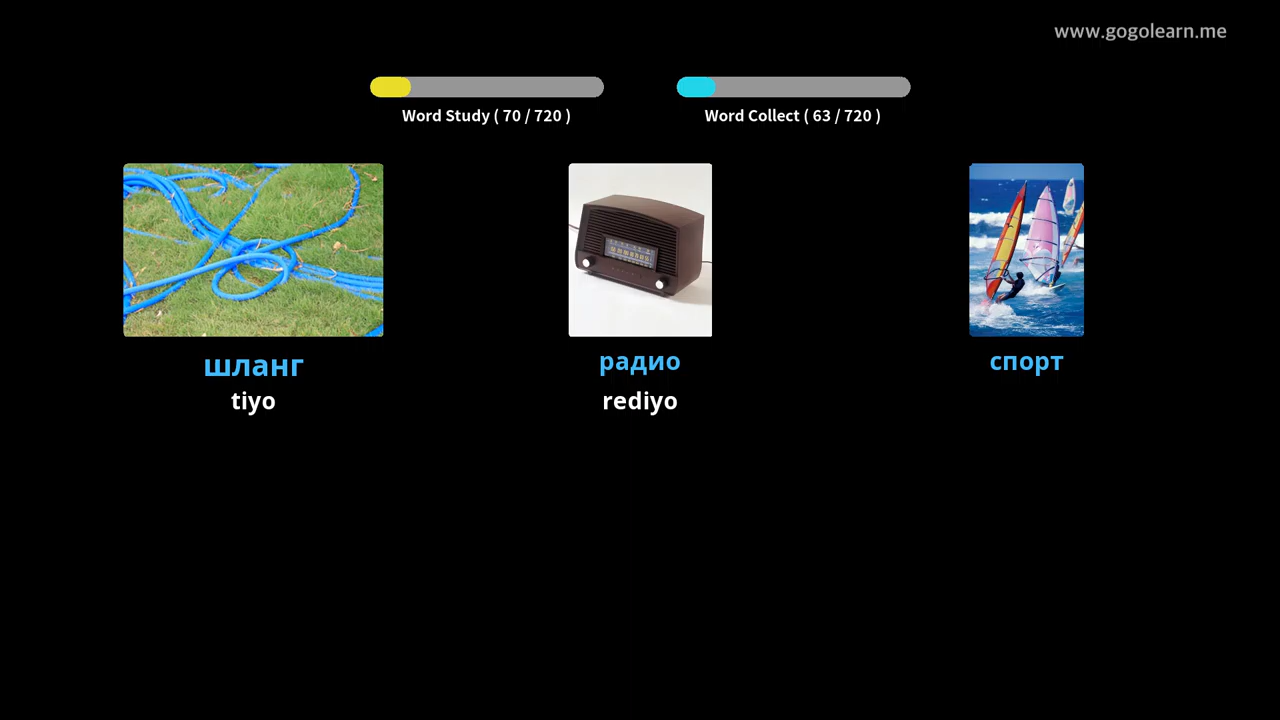 www.gogolearn.me
Word Study ( 70 / 720 )
Word Collect ( 63 / 720 )
шланг
tiyo
радио
rediyo
спорт